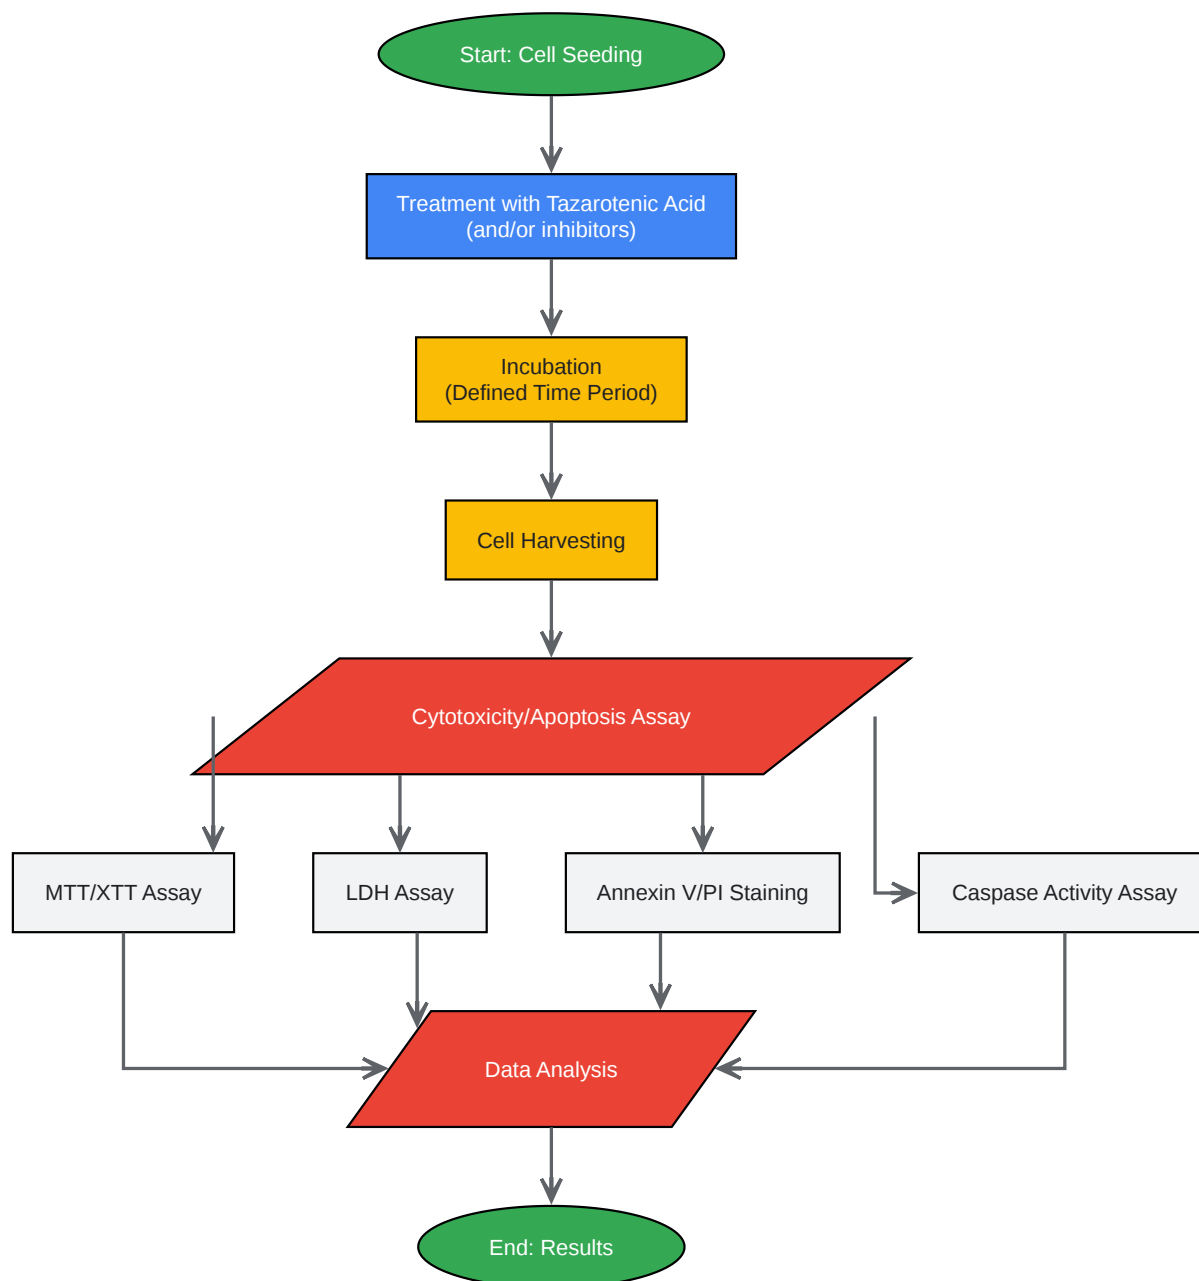 Start: Cell Seeding
Treatment with Tazarotenic Acid
(and/or inhibitors)
Incubation
(Defined Time Period)
Cell Harvesting
Cytotoxicity/Apoptosis Assay
MTT/XTT Assay
LDH Assay
Annexin V/PI Staining
Caspase Activity Assay
Data Analysis
End: Results